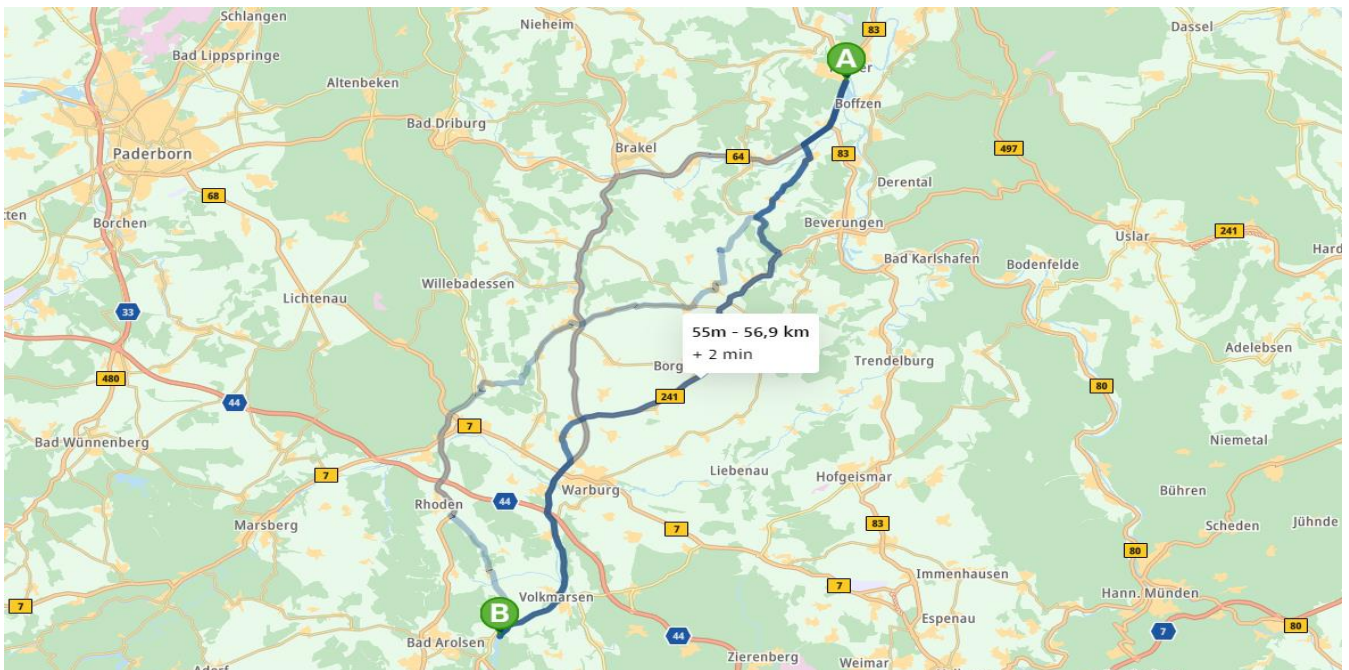 Schlangen
Nieheim
83
Dassel
Bad Lippspringe
A
Altenbeken
Boffzen
Bad Driburg
Brakel
64
83
497
Paderborn
68
Derental
Borchen
Beverungen
Uslar
241
Bad Karlshafen
Bodenfelde
Willebadessen
Lichtenau
33
55m - 56,9 km
+ 2 min
Adelebsen
Trendelburg
480
44
241
80
Bad Wünnenberg
7
Niemetal
Liebenau
Hofgeismar
7
Warburg
Bühren
Rhoden
44
Marsberg
83
Scheden
Jühnde
7
80
Immenhausen
7
Hann. Münden
7
Volkmarsen
B
Espenau
80
Bad Arolsen
44
7
Zierenberg
Weimar